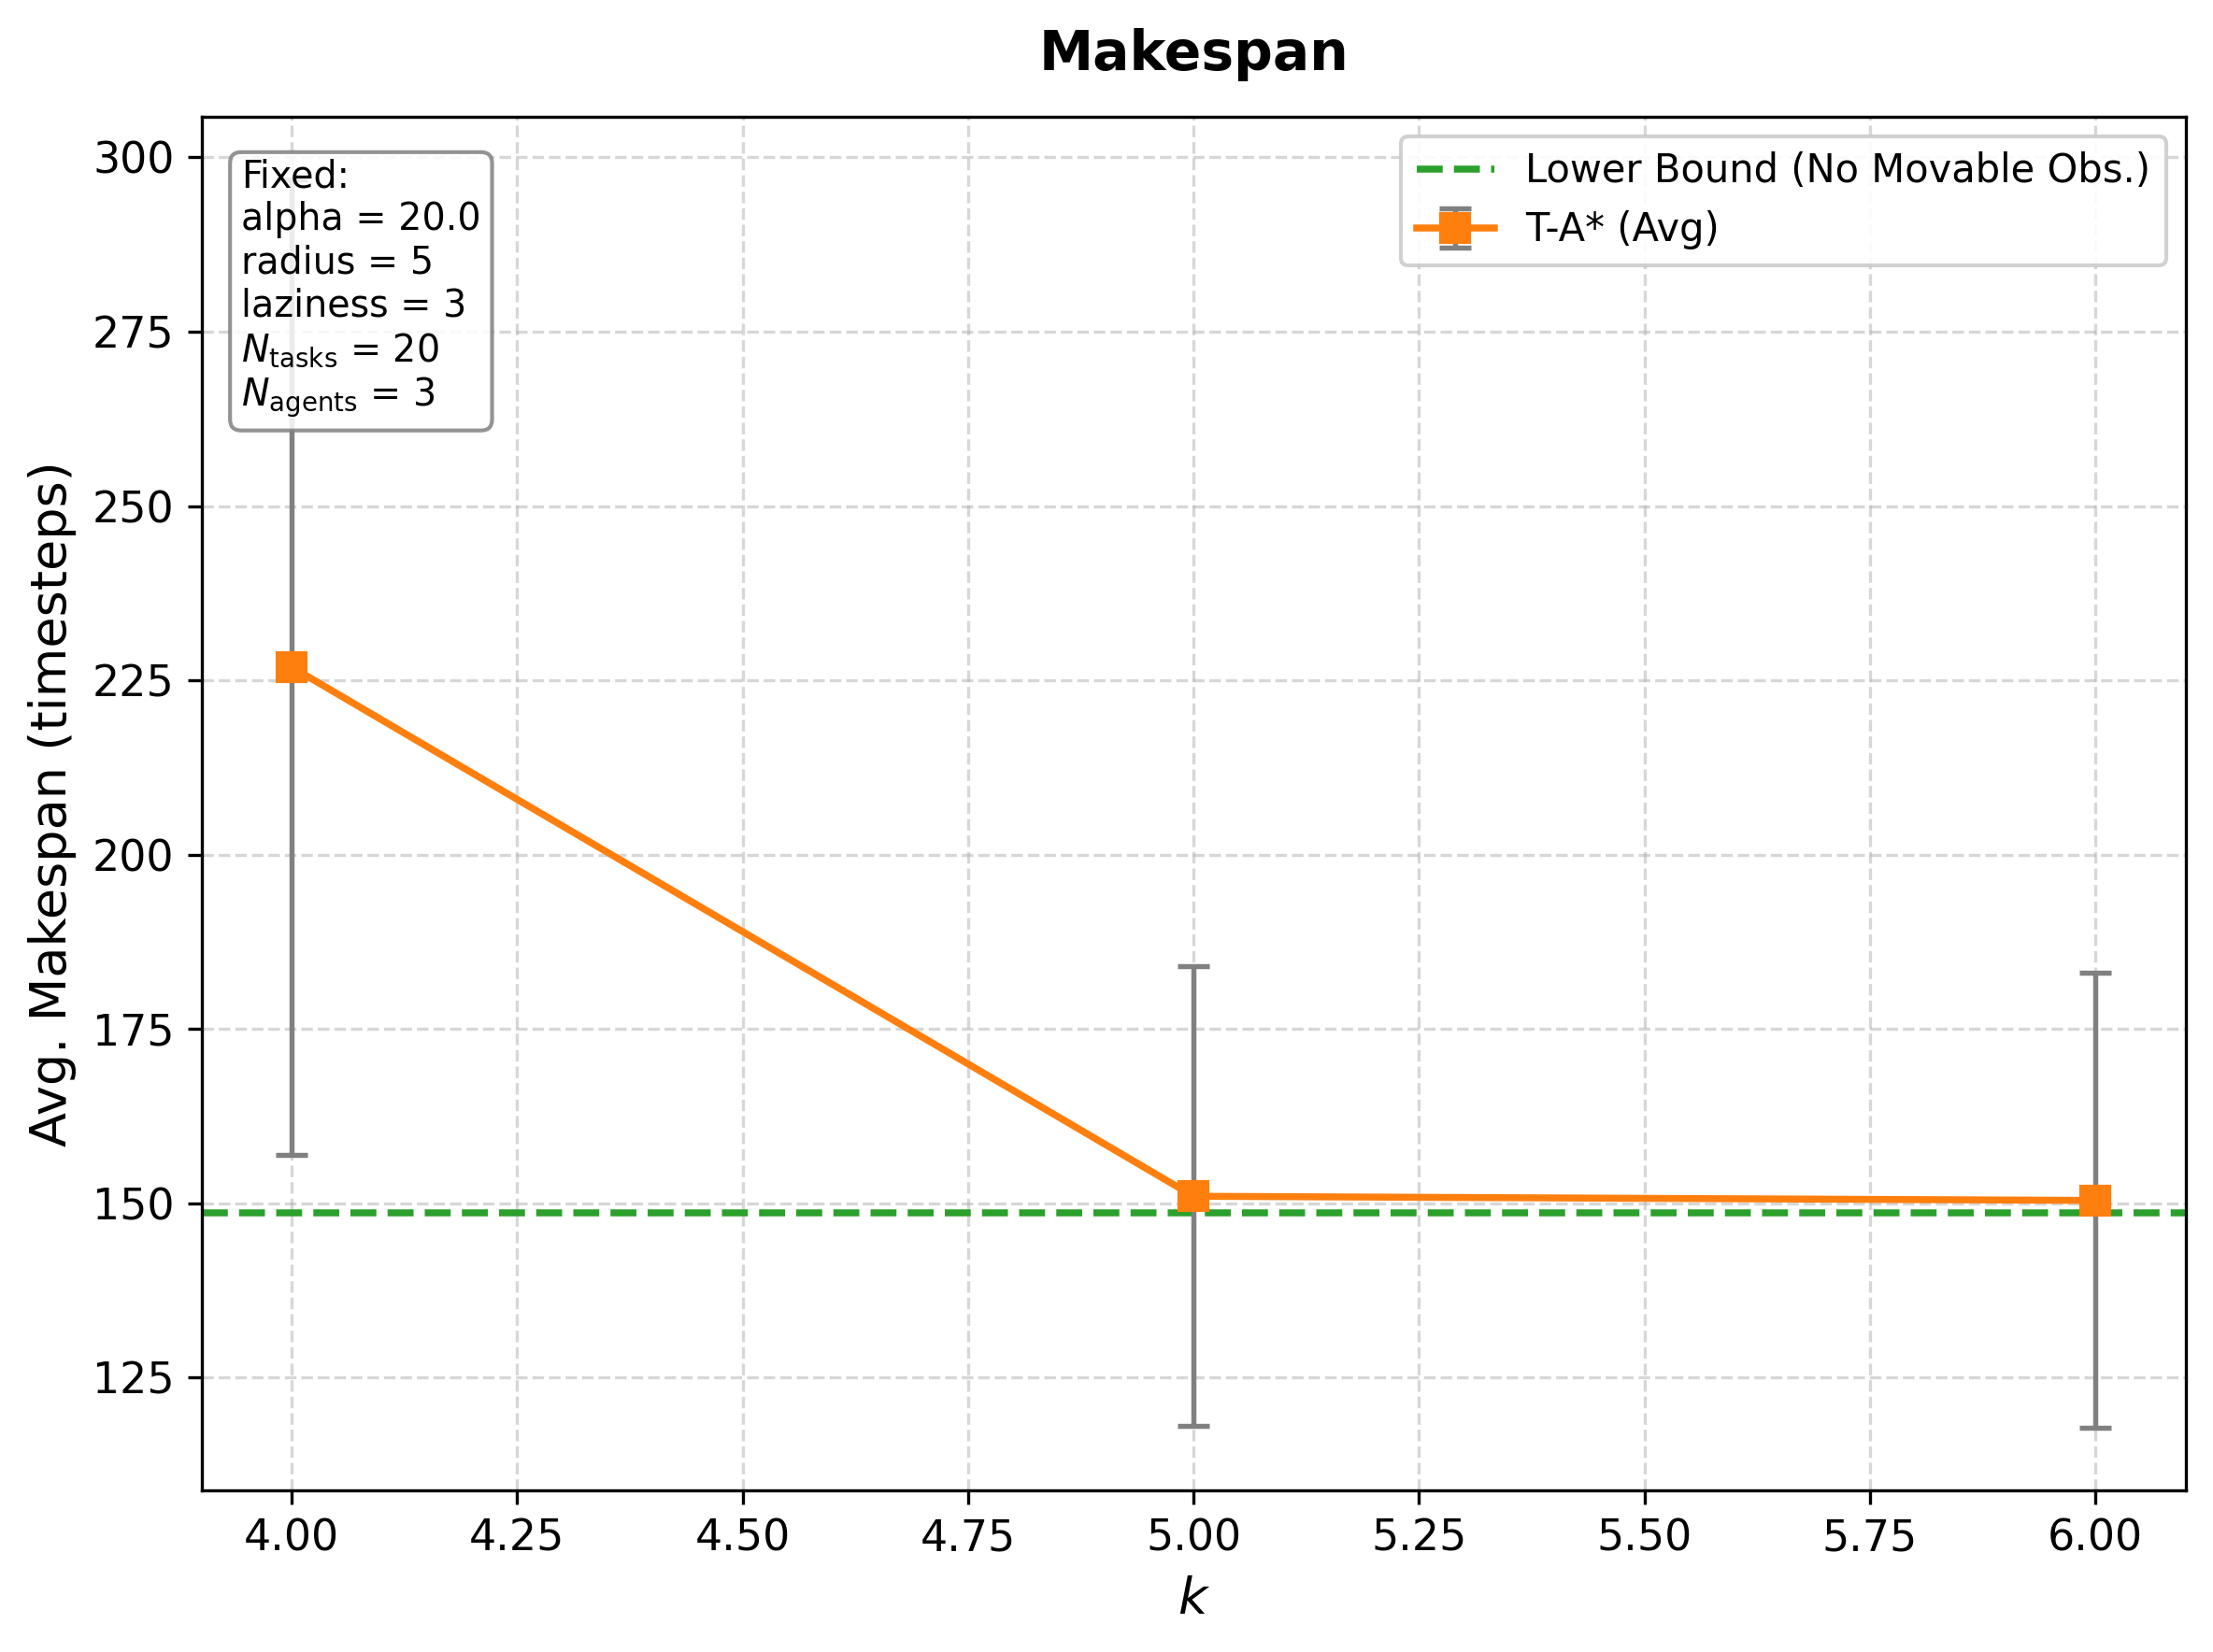 Makespan
Fixed:
alpha = 20.0
radius = 5
laziness = 3
N_tasks = 20
N_agents = 3
Lower Bound (No Movable Obs.)
T-A* (Avg)
Avg. Makespan (timesteps)
300
275
250
225
200
175
150
125
4.00 4.25 4.50 4.75 5.00 5.25 5.50 5.75 6.00
k